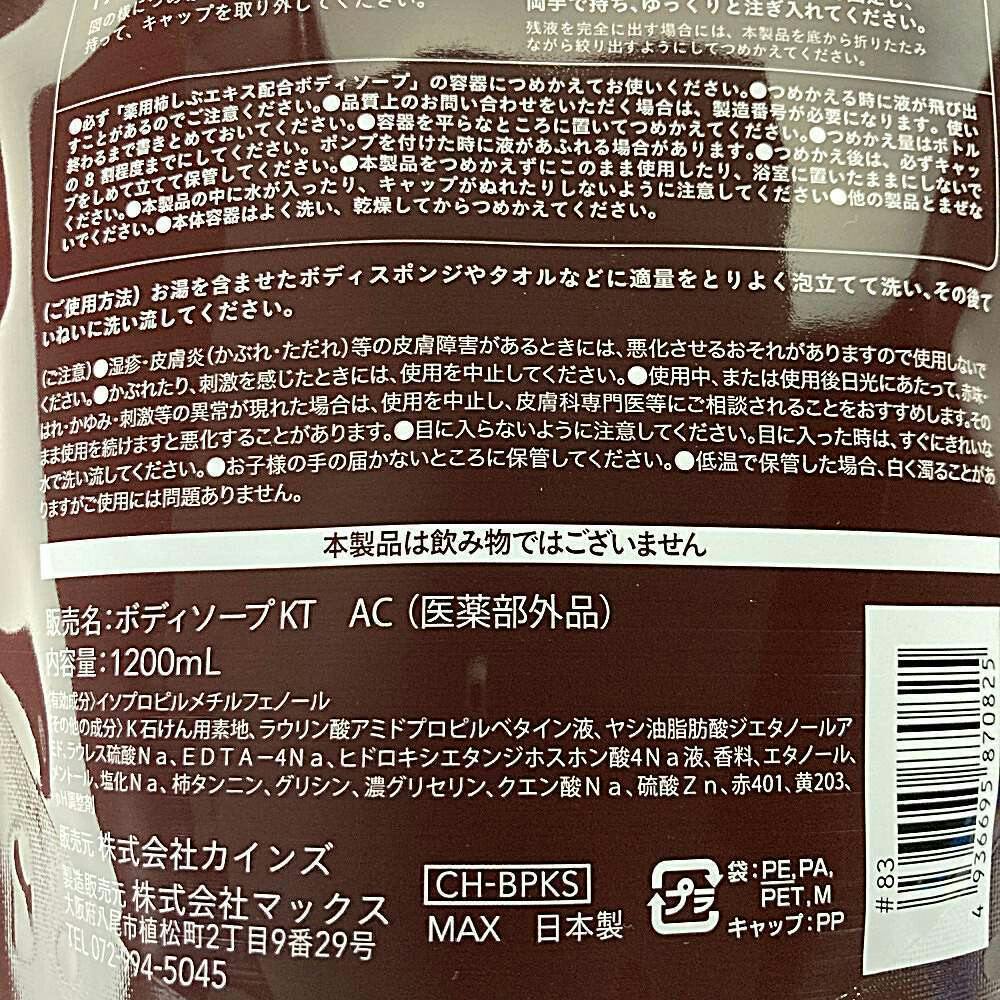 図の様につめ
持って、キャップを取り外してください。
両手で持ち、ゆっくりと注ぎ入れてください。
残液を完全に出す場合には、本製品を底から折りたたみ
ながら絞り出すようにしてつめかえてください。
●必ず「薬用柿しぶエキス配合ボディソープ」の容器につめかえてお使いください。●つめかえる時に液が飛び出
すことがあるのでご注意ください。●品質上のお問い合わせをいただく場合は、製造番号が必要になります。使い
終わるまで書きとめておいてください。●容器を平らなところに置いてつめかえてください。●つめかえ量はボトル
の8割程度までにしてください。ポンプを付けた時に液があふれる場合があります。●つめかえ後は、必ずキャッ
プをしめて立てて保管してください。●本製品をつめかえずにこのまま使用したり、浴室に置いたままにしないで
ください。●本製品の中に水が入ったり、キャップがぬれたりしないように注意してください●他の製品とまぜな
いでください。●本体容器はよく洗い、乾燥してからつめかえてください。
(ご使用方法)お湯を含ませたボディスポンジやタオルなどに適量をとりよく泡立てて洗い、その後て
いねいに洗い流してください。
(ご注意)●湿疹・皮膚炎(かぶれ・ただれ)等の皮膚障害があるときには、悪化させるおそれがありますので使用しないで
ください。●かぶれたり、刺激を感じたときには、使用を中止してください。●使用中、または使用後日光にあたって、赤味・
はれ・かゆみ・刺激等の異常が現れた場合は、使用を中止し、皮膚科専門医等にご相談されることをおすすめします。その
まま使用を続けますと悪化することがあります。●目に入らないように注意してください。目に入った時は、すぐにきれいな
水で洗い流してください。●お子様の手の届かないところに保管してください。●低温で保管した場合、白く濁ることがあ
りますがご使用には問題ありません。
本製品は飲み物ではございません
販売名:ボディソープKT AC(医薬部外品)
内容量:1200mL
〈有効成分〉イソプロピルメチルフェノール
〈その他の成分〉K石けん用素地、ラウリン酸アミドプロピルベタイン液、ヤシ油脂肪酸ジエタノールア
ミド、ラウレス硫酸Na、EDTA-4Na、ヒドロキシエタンジホスホン酸4Na液、香料、エタノール、
メントール、塩化Na、柿タンニン、グリシン、濃グリセリン、クエン酸Na、硫酸Zn、赤401、黄203、
pH調整剤
販売元 株式会社カインズ
製造販売元 株式会社マックス
大阪府八尾市植松町2丁目9番29号
TEL 072-994-5045
CH-BPKS
MAX 日本製
プラ
袋:PE,PA,
PET,M
キャップ:PP
#83
4936695870825